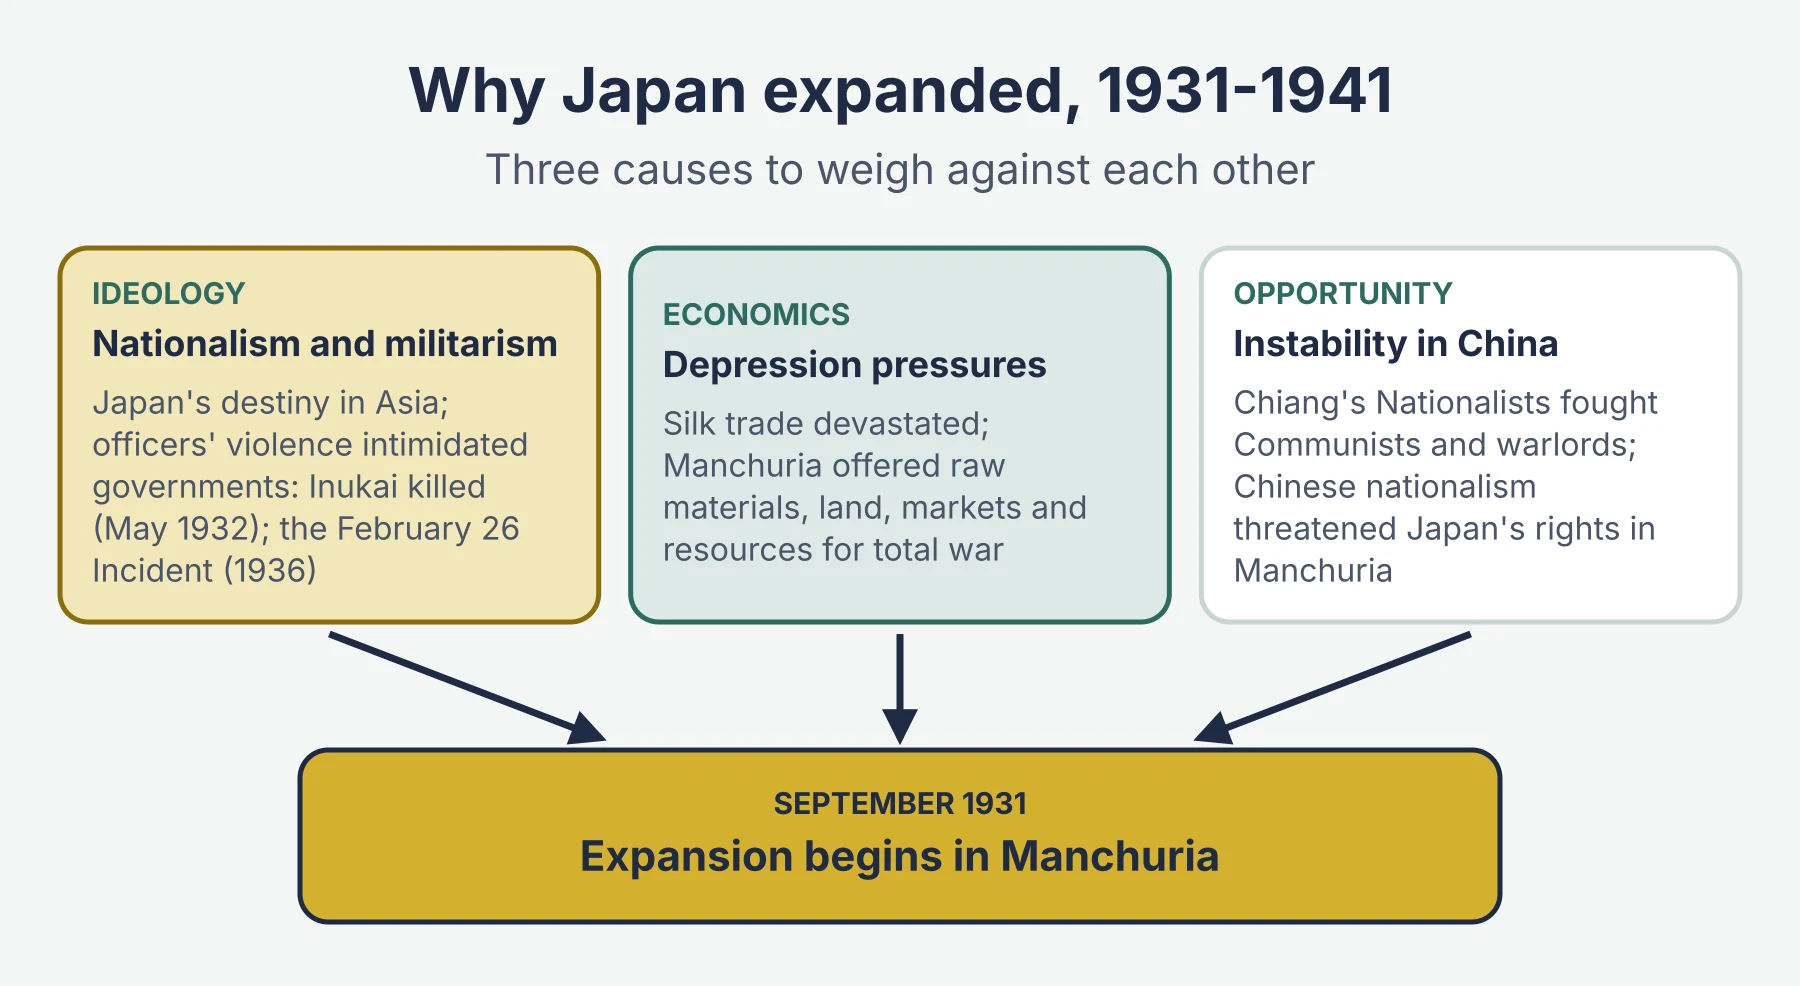 Why Japan expanded, 1931-1941
Three causes to weigh against each other
IDEOLOGY
Nationalism and militarism
Japan's destiny in Asia;
officers' violence intimidated
governments: Inukai killed
(May 1932); the February 26
Incident (1936)
ECONOMICS
Depression pressures
Silk trade devastated;
Manchuria offered raw
materials, land, markets and
resources for total war
OPPORTUNITY
Instability in China
Chiang's Nationalists fought
Communists and warlords;
Chinese nationalism
threatened Japan's rights in
Manchuria
SEPTEMBER 1931
Expansion begins in Manchuria